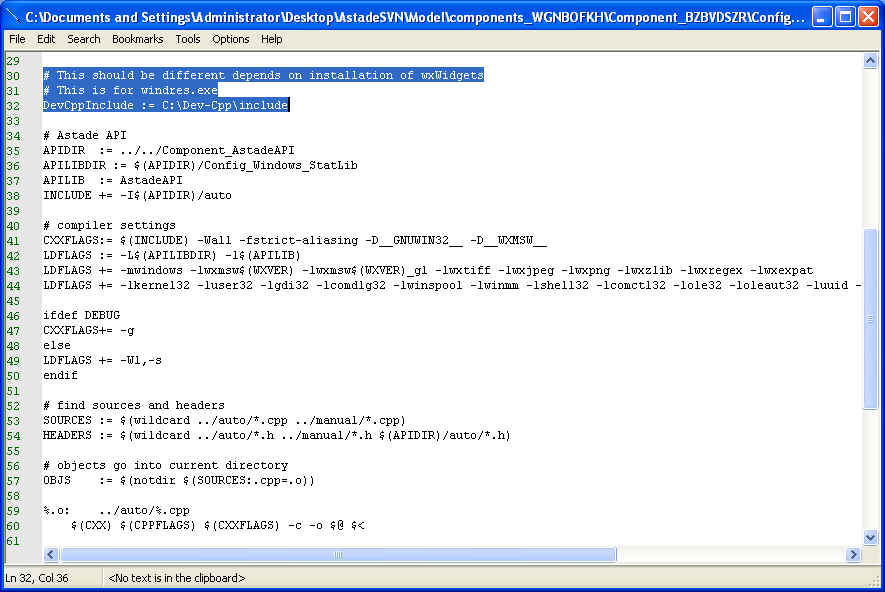 C:\Documents and Settings\Administrator\Desktop\AstadeSVN\Model\components_WGNBOFKH\Component_BZBVDSZR\Config_...
File Edit Search Bookmarks Tools Options Help
29
30 # This should be different depends on installation of wxWidgets
31 # This is for windres.exe
32 DevCppInclude := C:\Dev-Cpp\include
33
34 # Astade API
35 APIDIR  := ../../Component_AstadeAPI
36 APILIBDIR := $(APIDIR)/Config_Windows_StatLib
37 APILIB  := AstadeAPI
38 INCLUDE += -I$(APIDIR)/auto
39
40 # compiler settings
41 CXXFLAGS:= $(INCLUDE) -Wall -fstrict-aliasing -D__GNUWIN32__ -D__WXMSW__
42 LDFLAGS := -L$(APILIBDIR) -l$(APILIB)
43 LDFLAGS += -mwindows -lwxmsw$(WXVER) -lwxmsw$(WXVER)_gl -lwxtiff -lwxjpeg -lwxpng -lwxzlib -lwxregex -lwxexpat
44 LDFLAGS += -lkernel32 -luser32 -lgdi32 -lcomdlg32 -lwinspool -lwinmm -lshell32 -lcomctl32 -lole32 -loleaut32 -luuid -
45
46 ifdef DEBUG
47 CXXFLAGS+= -g
48 else
49 LDFLAGS += -Wl,-s
50 endif
51
52 # find sources and headers
53 SOURCES := $(wildcard ../auto/*.cpp ../manual/*.cpp)
54 HEADERS := $(wildcard ../auto/*.h ../manual/*.h $(APIDIR)/auto/*.h)
55
56 # objects go into current directory
57 OBJS    := $(notdir $(SOURCES:.cpp=.o))
58
59 %.o:    ../auto/%.cpp
60     $(CXX) $(CPPFLAGS) $(CXXFLAGS) -c -o $@ $<
61
Ln 32, Col 36 <No text is in the clipboard>